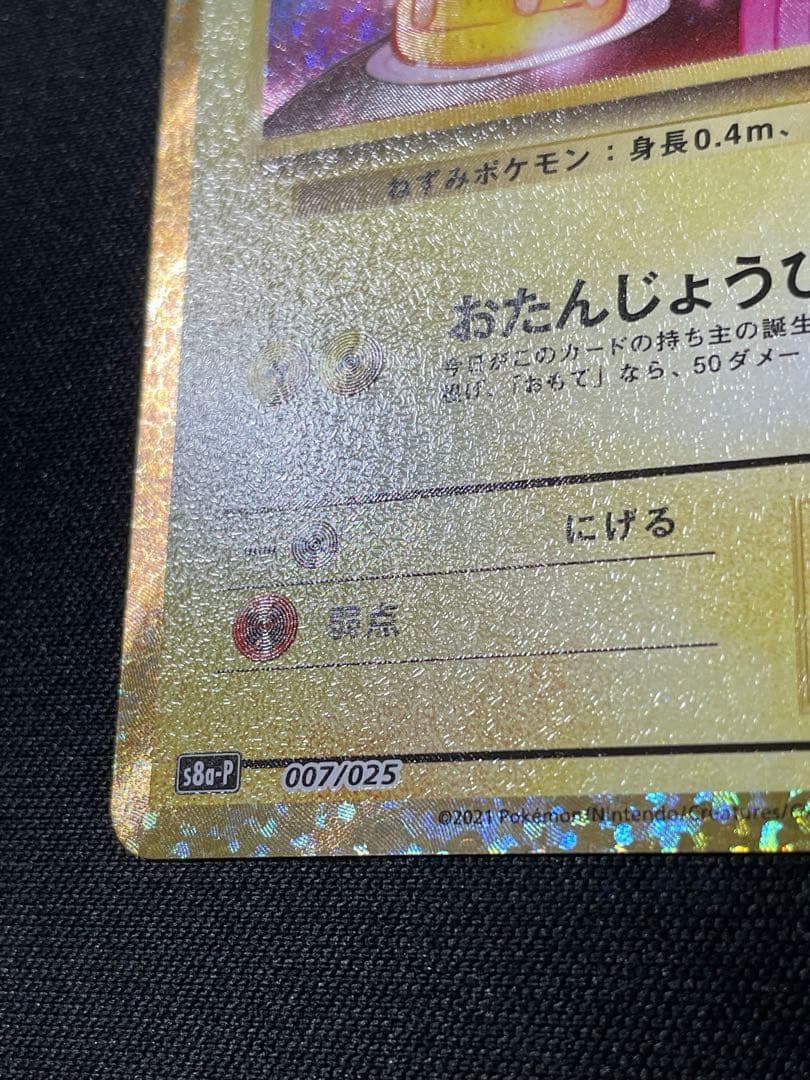 ねずみポケモン：身長0.4m、
おたんじょうび
今日がこのカードの持ち主の誕生
投げ、「おもて」なら、50ダメー
にげる
弱点
s8a-P 007/025
©2021 Pokémon/Nintendo/Creatures/